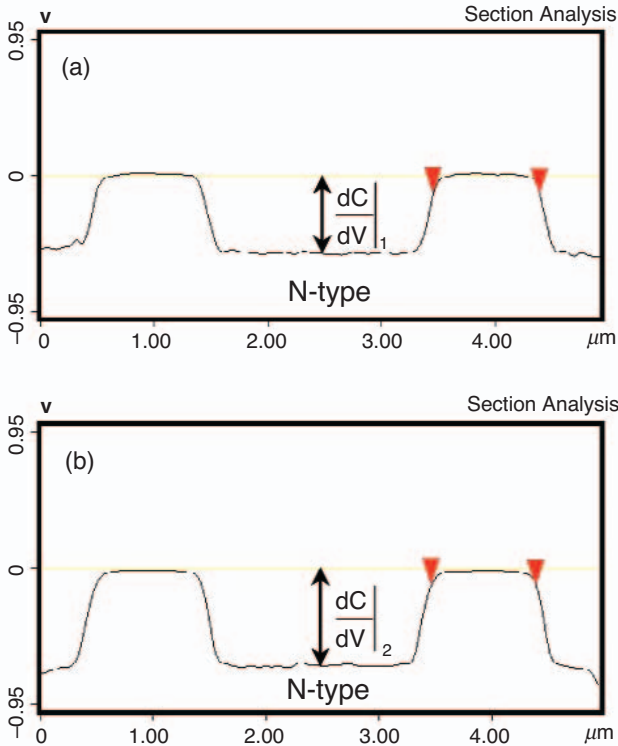 v Section Analysis
0.95
(a)
0
dC
dV
1
N-type
−0.95
0 1.00 2.00 3.00 4.00 μm
v Section Analysis
0.95
(b)
0
dC
dV
2
N-type
−0.95
0 1.00 2.00 3.00 4.00 μm